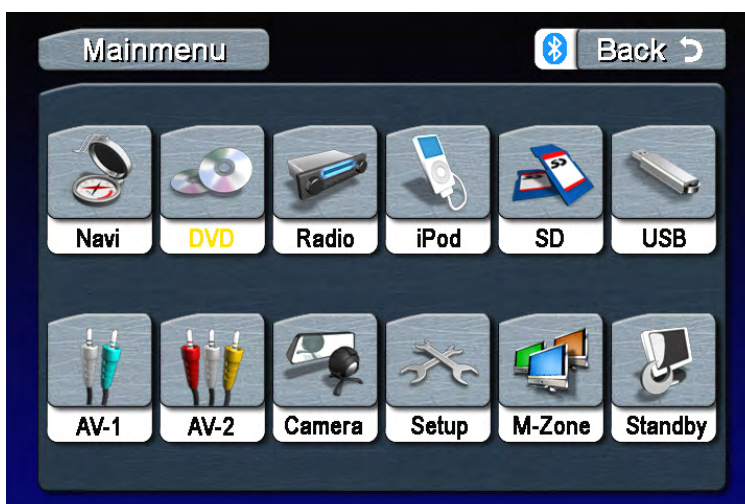 Mainmenu
Back
Navi
DVD
Radio
iPod
SD
USB
AV-1
AV-2
Camera
Setup
M-Zone
Standby